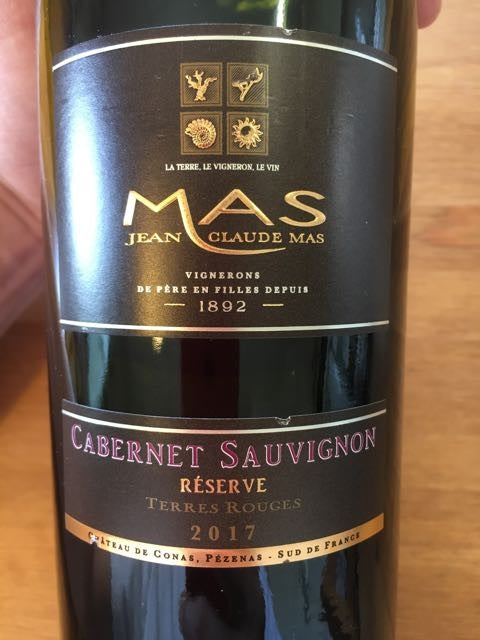 LA TERRE, LE VIGNERON, LE VIN
MAS
JEAN CLAUDE MAS
VIGNERONS
DE PÈRE EN FILLES DEPUIS
1892
CABERNET SAUVIGNON
RÉSERVE
TERRES ROUGES
2017
CHÂTEAU DE CONAS, PÉZENAS - SUD DE FRANCE